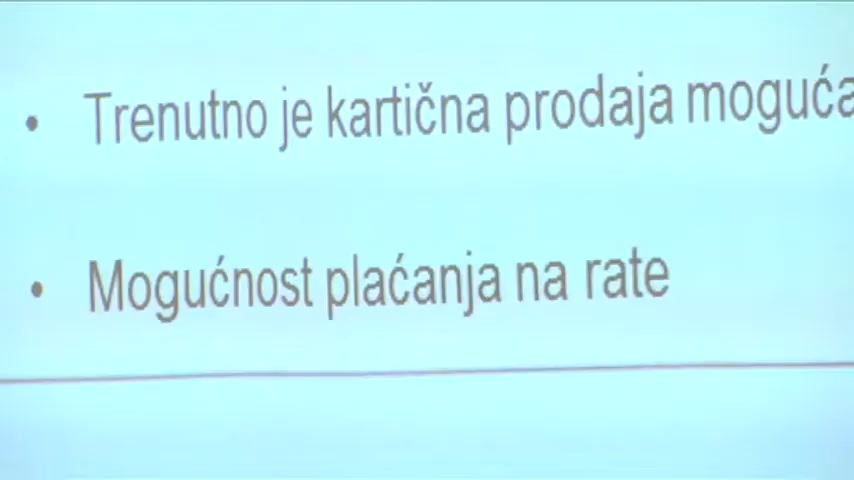 • Trenutno je kartična prodaja moguća
• Mogućnost plaćanja na rate